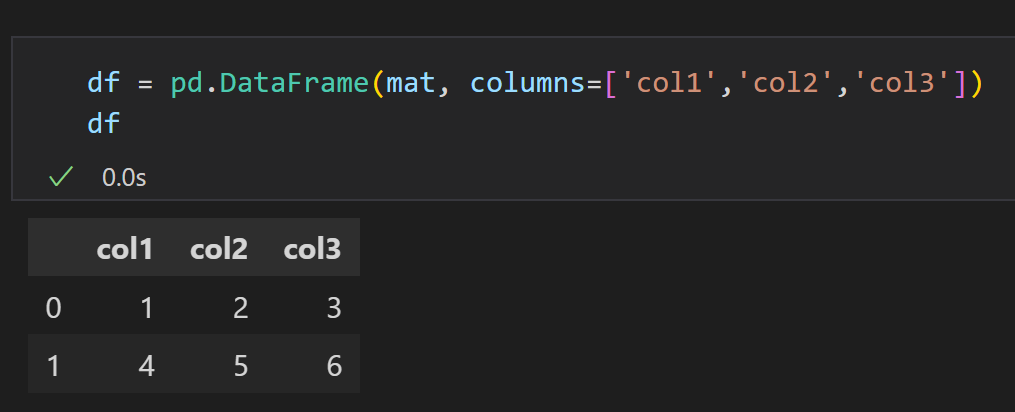 df = pd.DataFrame(mat, columns=['col1','col2','col3'])
df
0.0s
col1 col2 col3
0 1 2 3
1 4 5 6